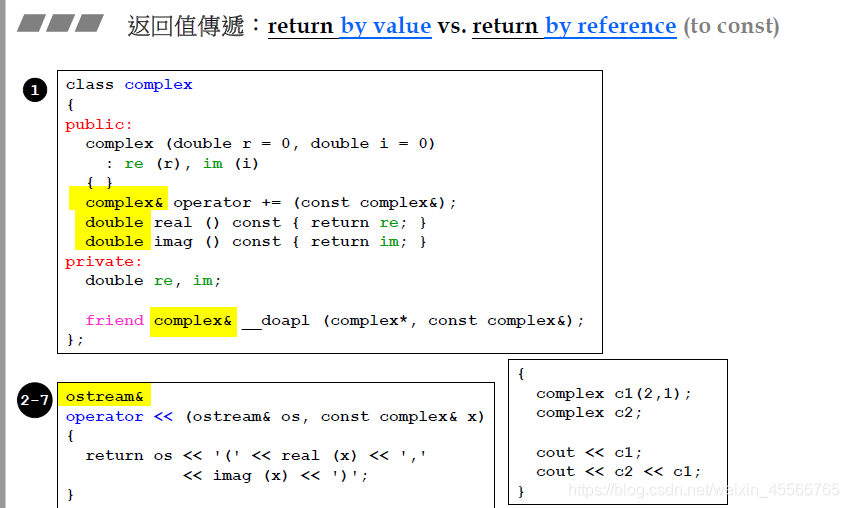 返回值傳遞：return by value vs. return by reference (to const)
1
class complex
{
public:
  complex (double r = 0, double i = 0)
    : re (r), im (i)
  { }
  complex& operator += (const complex&);
  double real () const { return re; }
  double imag () const { return im; }
private:
  double re, im;
  friend complex& __doapl (complex*, const complex&);
};
2-7
ostream&
operator << (ostream& os, const complex& x)
{
  return os << '(' << real (x) << ','
            << imag (x) << ')';
}
{
  complex c1(2,1);
  complex c2;
  cout << c1;
  cout << c2 << c1;
}
https://blog.csdn.net/weixin_45566765